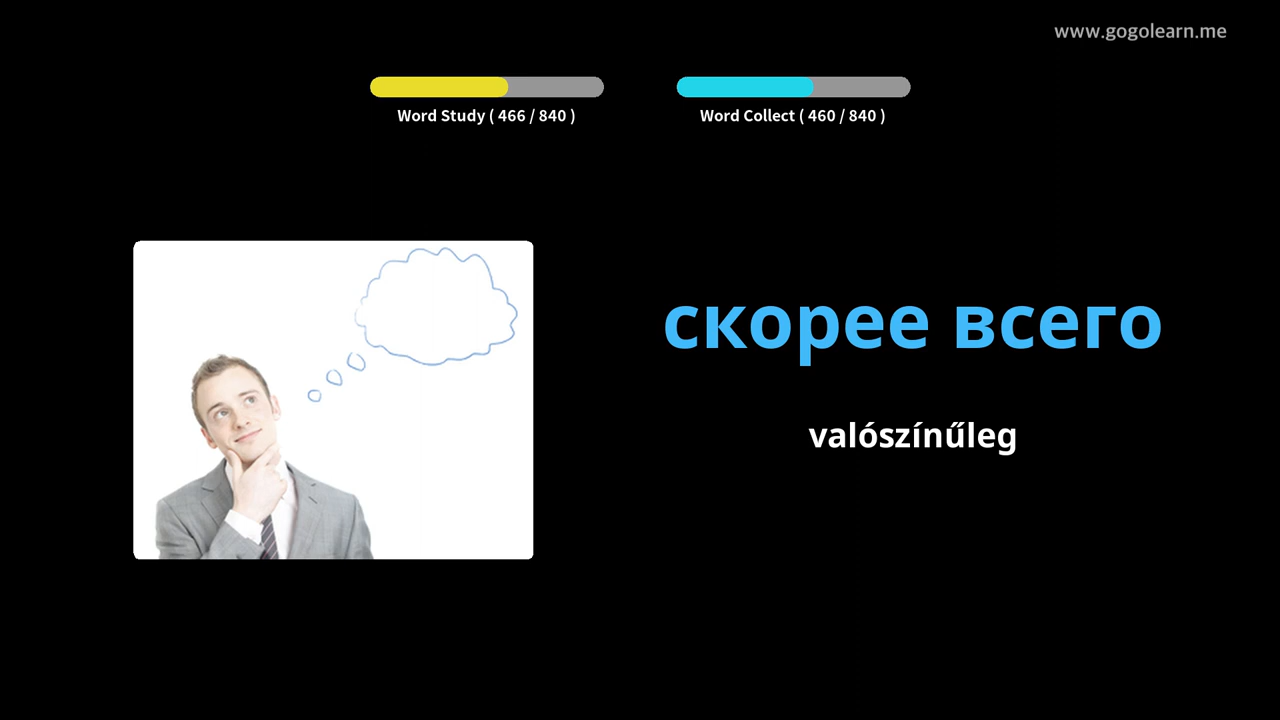 www.gogolearn.me
Word Study ( 466 / 840 )
Word Collect ( 460 / 840 )
скорее всего
valószínűleg